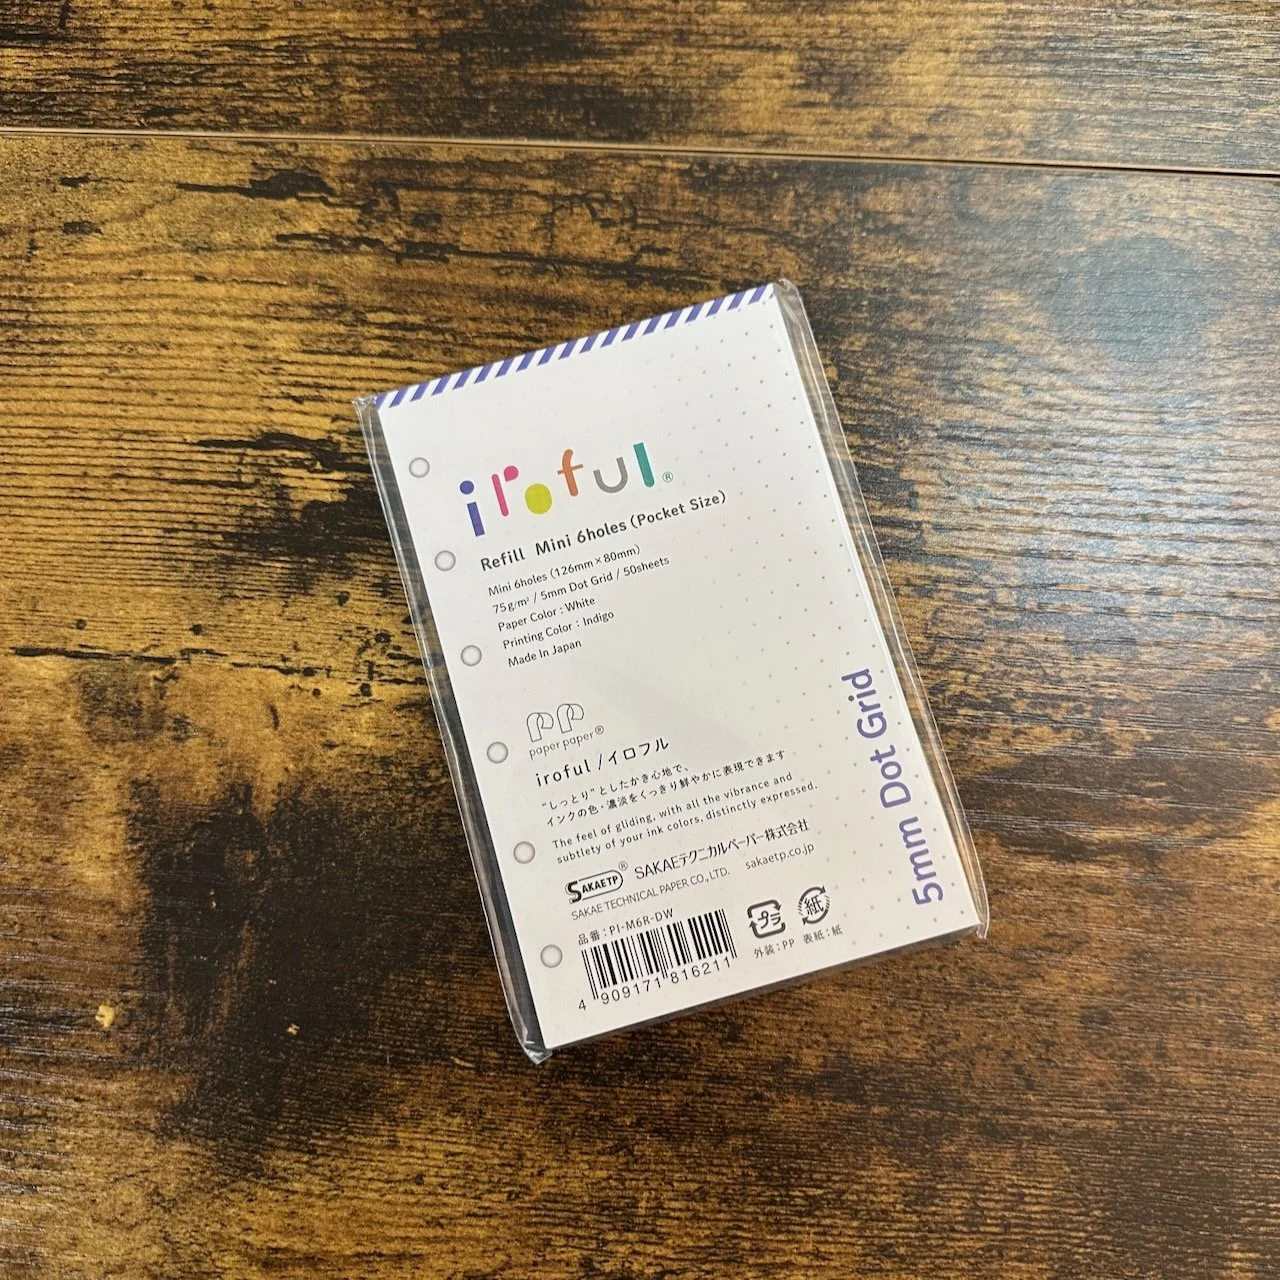 iroful®
Refill Mini 6holes (Pocket Size)
Mini 6holes (126mm×80mm)
75g/m² / 5mm Dot Grid / 50sheets
Paper Color : White
Printing Color : Indigo
Made In Japan
PP
paper paper®
iroful / イロフル
“しっとり”としたかき心地で、
インクの色・濃淡をくっきり鮮やかに表現できます
The feel of gliding, with all the vibrance and
subtlety of your ink colors, distinctly expressed.
SAKAETP® SAKAEテクニカルペーパー株式会社
SAKAE TECHNICAL PAPER CO., LTD. sakaetp.co.jp
品番 : PI-M6R-DW
4 909171 816211
プラ
外装 : PP
紙
表紙 : 紙
5mm Dot Grid